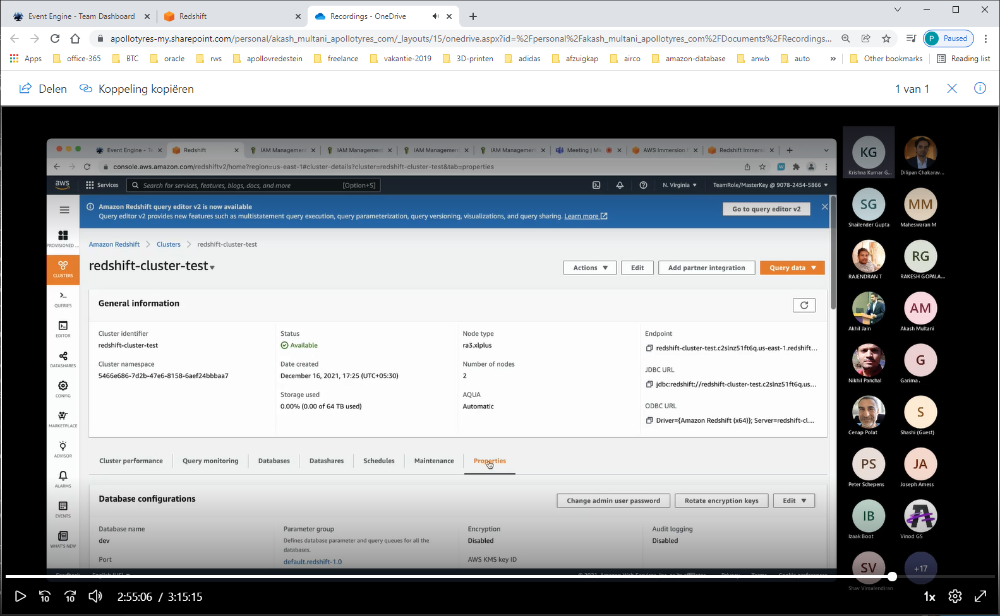 Event Engine - Team Dashboard
Redshift
Recordings - OneDrive
apollotyres-my.sharepoint.com/personal/akash_multani_apollotyres_com/_layouts/15/onedrive.aspx?id=%2Fpersonal%2Fakash_multani_apollotyres_com%2FDocuments%2FRecordings...
P Paused
Apps office-365 BTC oracle rws apollovredestein freelance vakantie-2019 3D-printen adidas afzuigkap airco amazon-database anwb auto » Other bookmarks Reading list
Delen Koppeling kopiëren 1 van 1
Event Engine - Te Redshift IAM Management IAM Management IAM Management IAM Management Meeting | Mic AWS Immersion Redshift Immersi
console.aws.amazon.com/redshiftv2/home?region=us-east-1#cluster-details?cluster=redshift-cluster-test&tab=properties
aws Services Search for services, features, blogs, docs, and more [Option+S] N. Virginia TeamRole/MasterKey @ 9078-2454-5866
Amazon Redshift query editor v2 is now available
Query editor v2 provides new features such as multistatement query execution, query parameterization, query versioning, visualizations, and query sharing. Learn more
Go to query editor v2
PROVISIONED ...
CLUSTERS
QUERIES
EDITOR
DATASHARES
CONFIG
MARKETPLACE
ADVISOR
ALARMS
EVENTS
WHAT'S NEW
Amazon Redshift > Clusters > redshift-cluster-test
redshift-cluster-test
Actions Edit Add partner integration Query data
General information
Cluster identifier
redshift-cluster-test
Cluster namespace
5466e686-7d2b-47e6-8158-6aef24bbbaa7
Status
Available
Date created
December 16, 2021, 17:25 (UTC+05:30)
Storage used
0.00% (0.00 of 64 TB used)
Node type
ra3.xlplus
Number of nodes
2
AQUA
Automatic
Endpoint
redshift-cluster-test.c2slnz51ft6q.us-east-1.redshift...
JDBC URL
jdbc:redshift://redshift-cluster-test.c2slnz51ft6q.us...
ODBC URL
Driver={Amazon Redshift (x64)}; Server=redshift-cl...
Cluster performance Query monitoring Databases Datashares Schedules Maintenance Properties
Database configurations
Change admin user password Rotate encryption keys Edit
Database name
dev
Port
Parameter group
Defines database parameter and query queues for all the
databases.
default.redshift-1.0
Encryption
Disabled
AWS KMS key ID
Audit logging
Disabled
KG
Krishna Kumar G...
Dilipan Chakarav...
SG
Shailender Gupta
MM
Maheswaran M
RAJENDRAN T
RG
RAKESH GOPALA...
Akhil Jain
AM
Akash Multani
Nikhil Panchal
G
Garima .
Cenap Polat
S
Shashi (Guest)
PS
Peter Schepens
JA
Joseph Amess
IB
Izaak Boot
Vinod GS
SV
Shav Vimalendiran
+17
10 10 2:55:06 / 3:15:15 1x